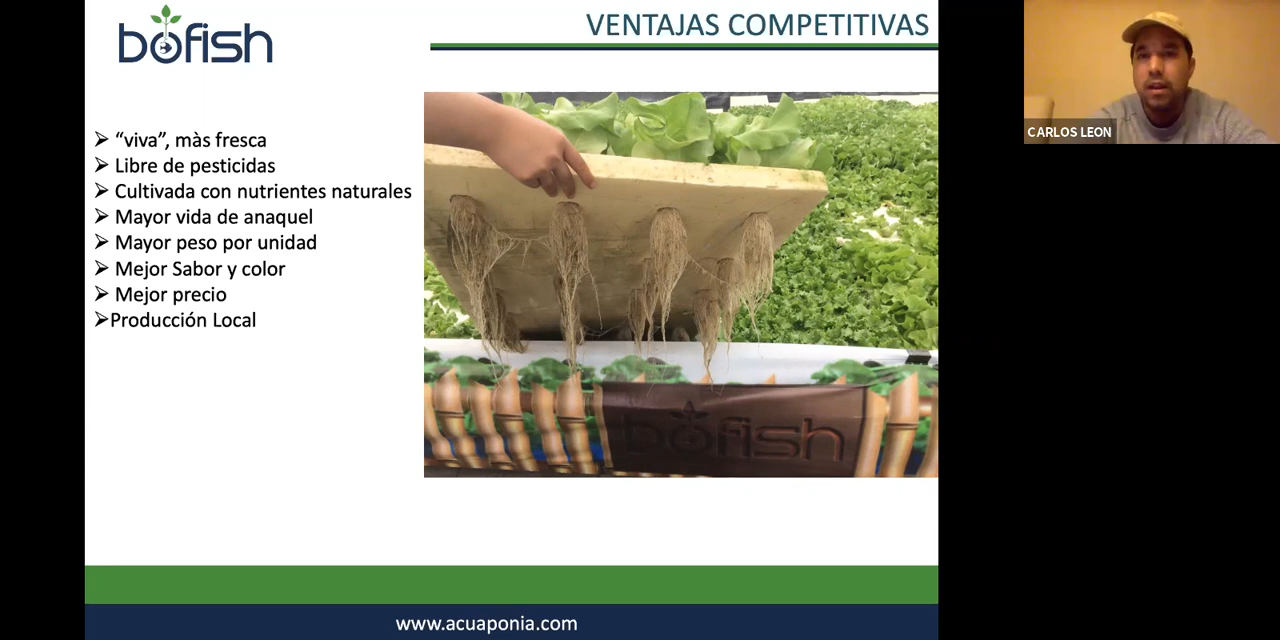 bofish
VENTAJAS COMPETITIVAS
CARLOS LEON
➢ “viva”, màs fresca
➢ Libre de pesticidas
➢ Cultivada con nutrientes naturales
➢ Mayor vida de anaquel
➢ Mayor peso por unidad
➢ Mejor Sabor y color
➢ Mejor precio
➢Producción Local
bofish
www.acuaponia.com